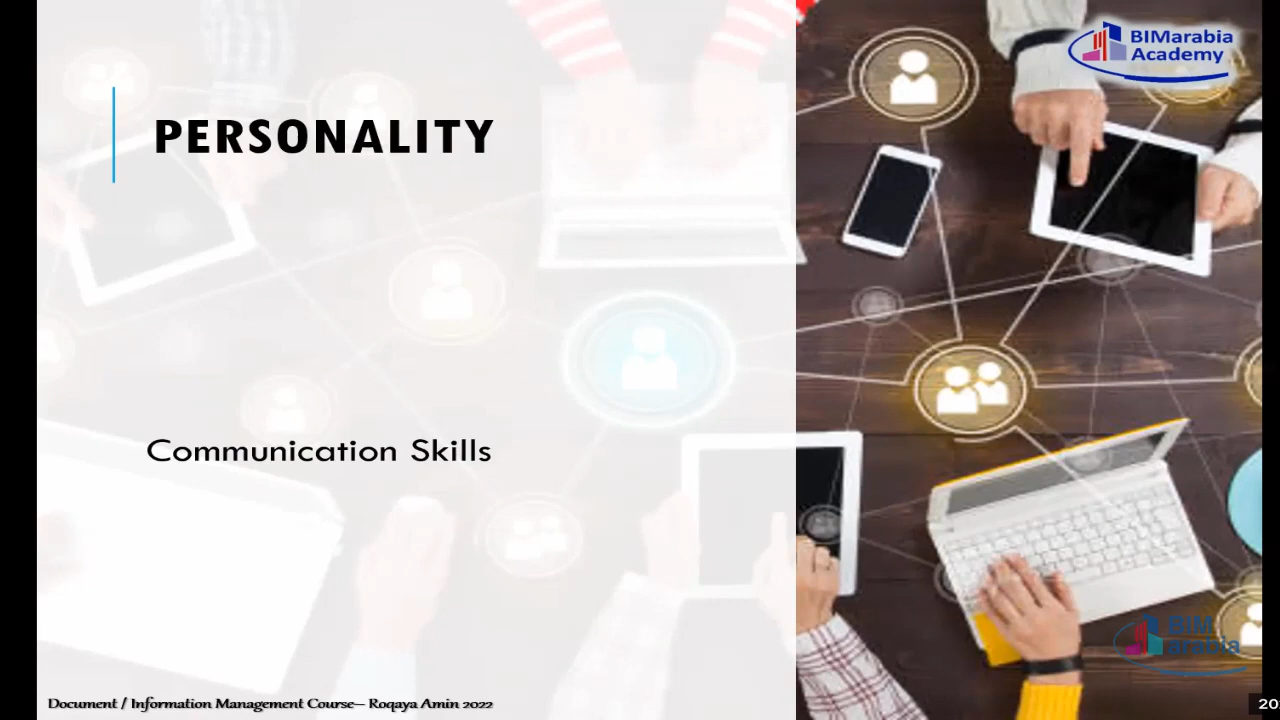 BIMarabia
Academy
PERSONALITY
Communication Skills
BIM
arabia
Document / Information Management Course– Roqaya Amin 2022
20